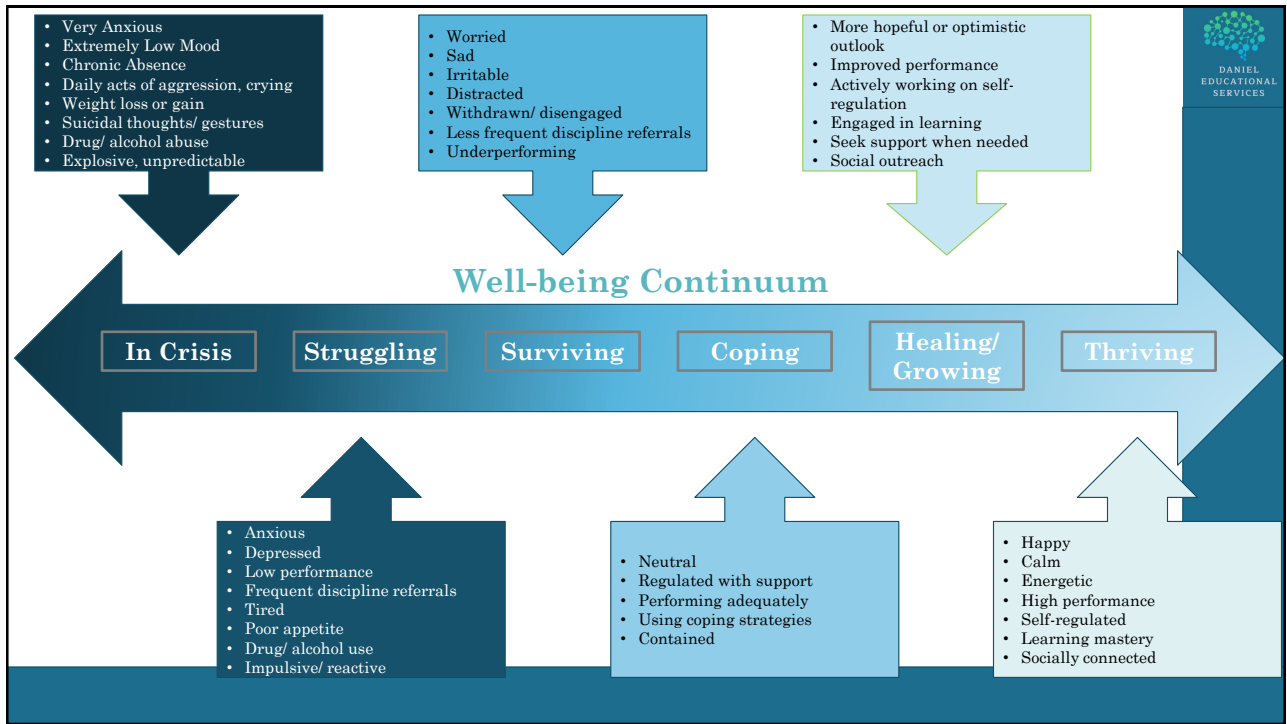 • Very Anxious
• Extremely Low Mood
• Chronic Absence
• Daily acts of aggression, crying
• Weight loss or gain
• Suicidal thoughts/ gestures
• Drug/ alcohol abuse
• Explosive, unpredictable
• Worried
• Sad
• Irritable
• Distracted
• Withdrawn/ disengaged
• Less frequent discipline referrals
• Underperforming
• More hopeful or optimistic
outlook
• Improved performance
• Actively working on self-
regulation
• Engaged in learning
• Seek support when needed
• Social outreach
DANIEL
EDUCATIONAL
SERVICES
Well-being Continuum
In Crisis
Struggling
Surviving
Coping
Healing/
Growing
Thriving
• Anxious
• Depressed
• Low performance
• Frequent discipline referrals
• Tired
• Poor appetite
• Drug/ alcohol use
• Impulsive/ reactive
• Neutral
• Regulated with support
• Performing adequately
• Using coping strategies
• Contained
• Happy
• Calm
• Energetic
• High performance
• Self-regulated
• Learning mastery
• Socially connected